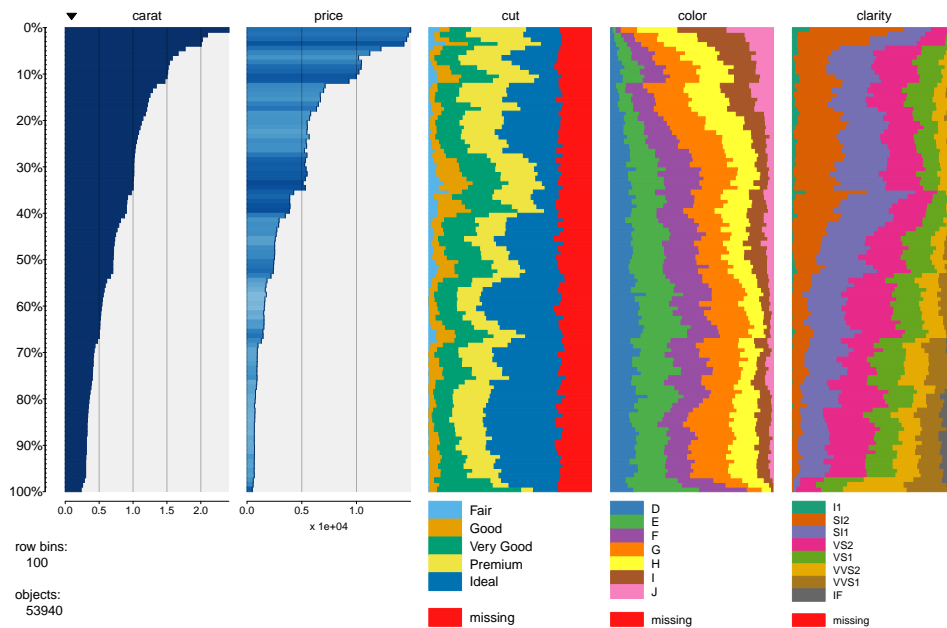 carat price cut color clarity
0%
10%
20%
30%
40%
50%
60%
70%
80%
90%
100%
0.0 0.5 1.0 1.5 2.0 0.0 0.5 1.0
x 1e+04
Fair
Good
Very Good
Premium
Ideal
missing
D
E
F
G
H
I
J
missing
I1
SI2
SI1
VS2
VS1
VVS2
VVS1
IF
missing
row bins:
100
objects:
53940